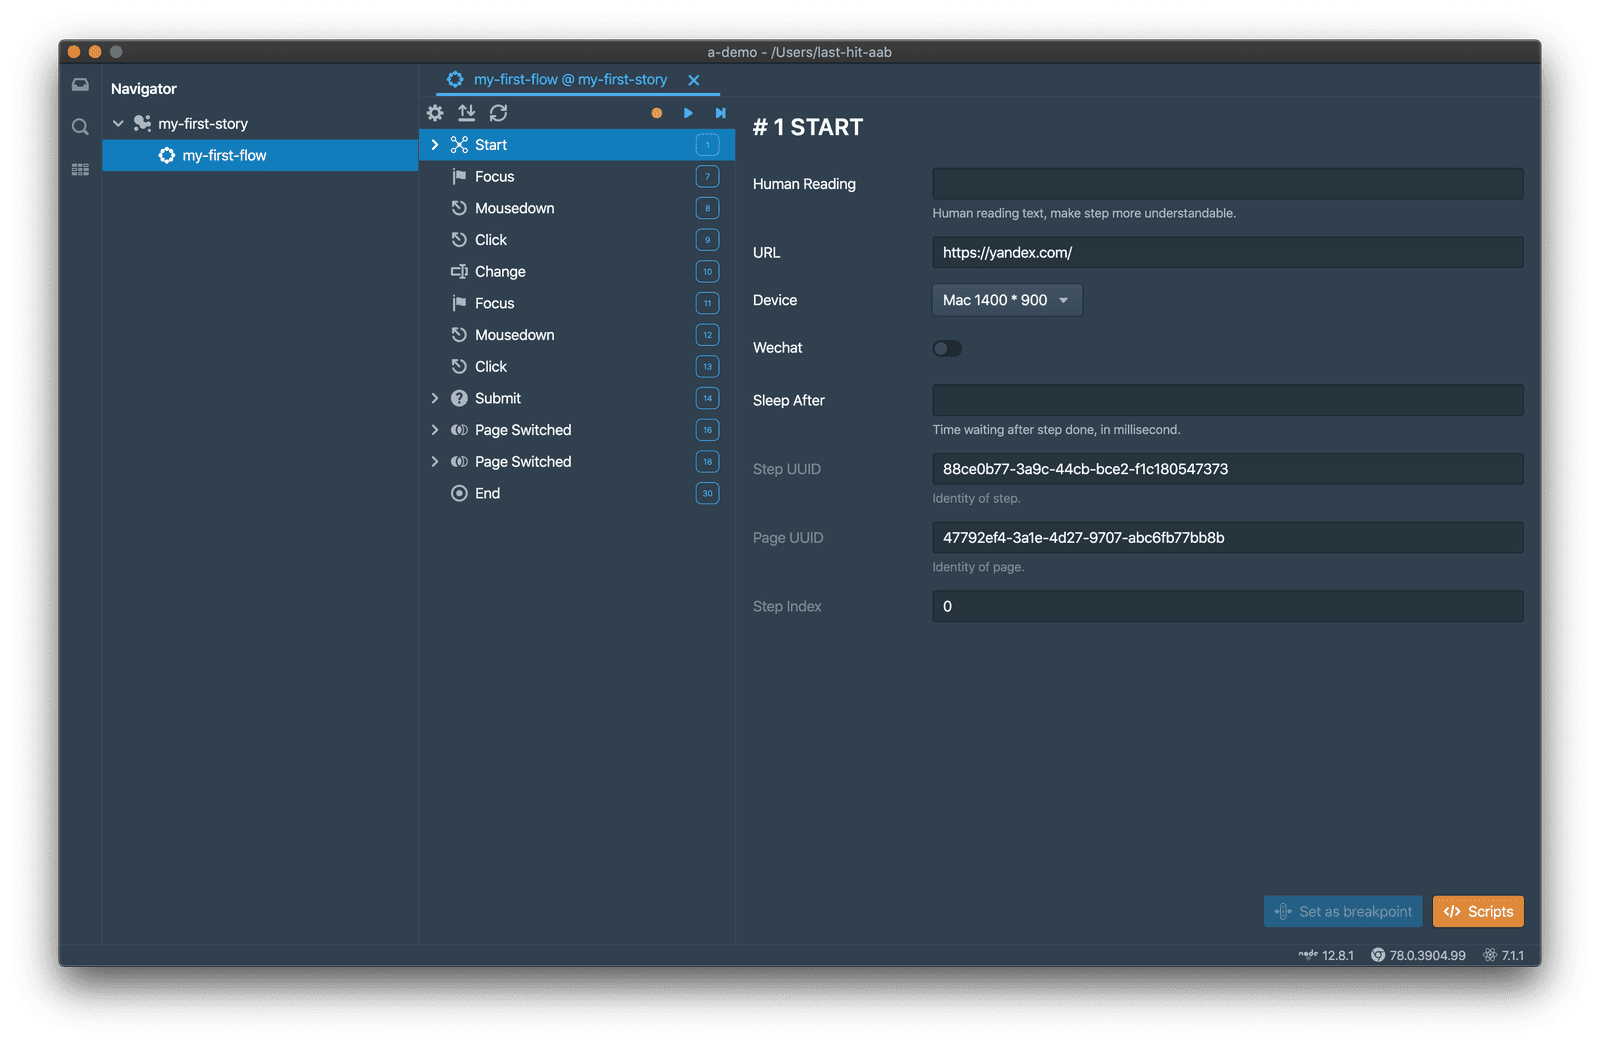 a-demo - /Users/last-hit-aab
Navigator
my-first-story
my-first-flow
my-first-flow @ my-first-story
Start 1
Focus 7
Mousedown 8
Click 9
Change 10
Focus 11
Mousedown 12
Click 13
Submit 14
Page Switched 16
Page Switched 18
End 30
# 1 START
Human Reading
Human reading text, make step more understandable.
URL https://yandex.com/
Device Mac 1400 * 900
Wechat
Sleep After
Time waiting after step done, in millisecond.
Step UUID 88ce0b77-3a9c-44cb-bce2-f1c180547373
Identity of step.
Page UUID 47792ef4-3a1e-4d27-9707-abc6fb77bb8b
Identity of page.
Step Index 0
Set as breakpoint </> Scripts
node 12.8.1 78.0.3904.99 7.1.1